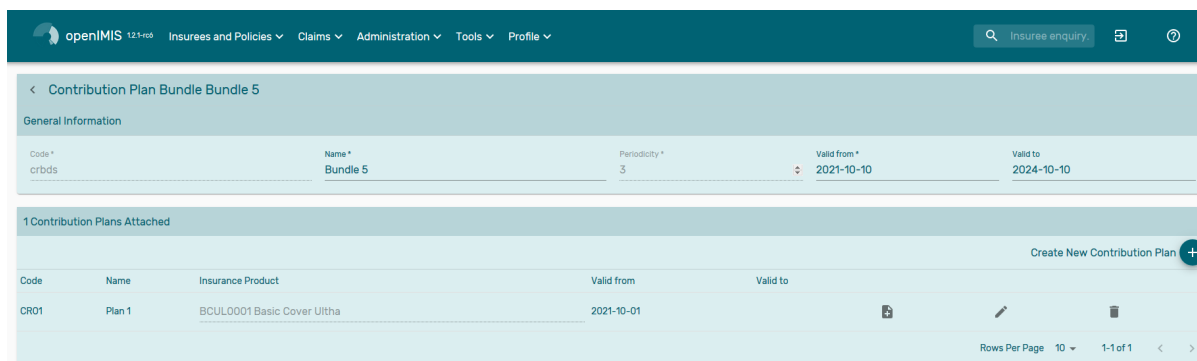 openIMIS 1.2.1-rc6 Insurees and Policies Claims Administration Tools Profile Insuree enquiry.
Contribution Plan Bundle Bundle 5
General Information
Code * Name * Periodicity * Valid from * Valid to
crbds Bundle 5 3 2021-10-10 2024-10-10
1 Contribution Plans Attached
Create New Contribution Plan
Code Name Insurance Product Valid from Valid to
CR01 Plan 1 BCUL0001 Basic Cover Ultha 2021-10-01
Rows Per Page 10 1-1 of 1